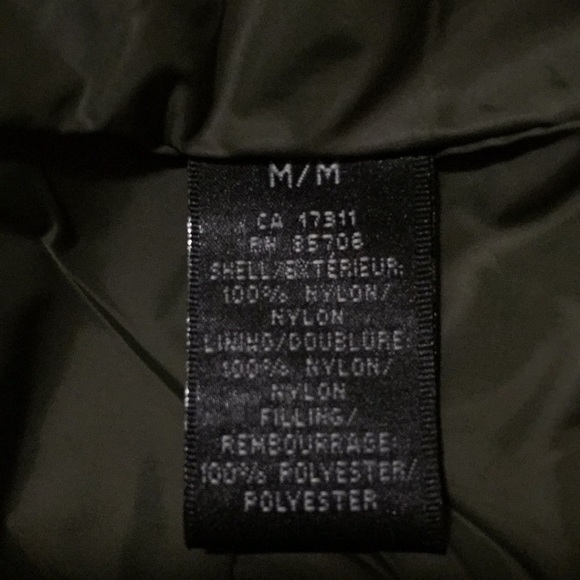 M/M
CA 17311
RN 85706
SHELL/EXTÉRIEUR:
100% NYLON/
NYLON
LINING/DOUBLURE:
100% NYLON/
NYLON
FILLING/
REMBOURRAGE:
100% POLYESTER/
POLYESTER